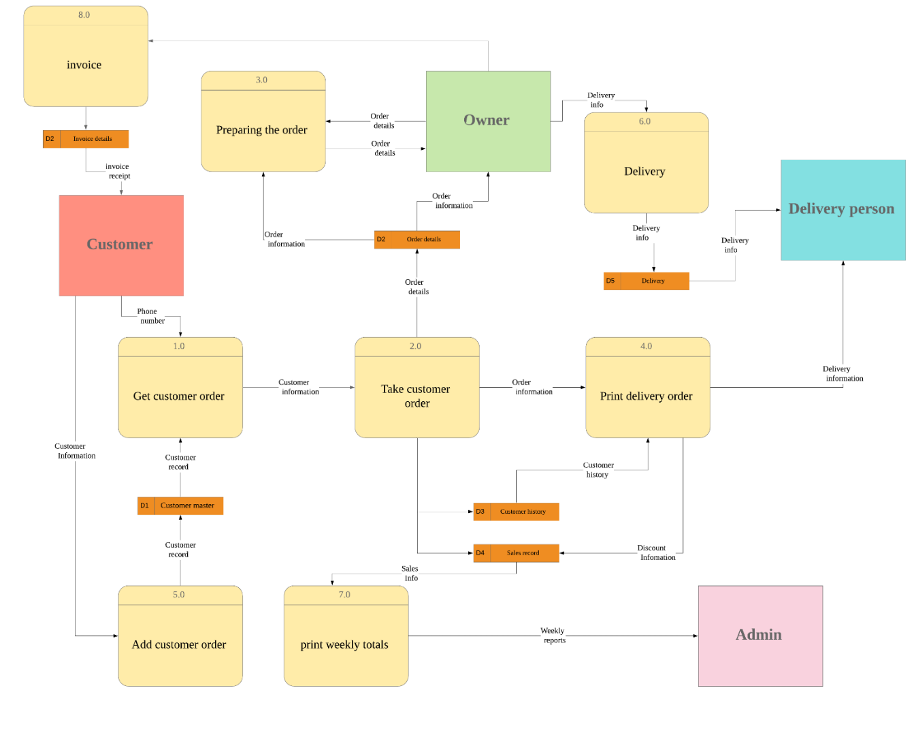 8.0
invoice
D2 Invoice details
invoice
receipt
Customer
3.0
Preparing the order
Order
details
Order
details
Owner
Delivery
info
6.0
Delivery
Delivery person
Order
information
Order
information
D2 Order details
Delivery
info
Delivery
info
D5 Delivery
Order
details
Phone
number
1.0
Get customer order
Customer
information
2.0
Take customer
order
Order
information
4.0
Print delivery order
Delivery
information
Customer
Information
Customer
record
D1 Customer master
Customer
record
Customer
history
D3 Customer history
D4 Sales record
Discount
Infomation
Sales
Info
5.0
Add customer order
7.0
print weekly totals
Weekly
reports
Admin